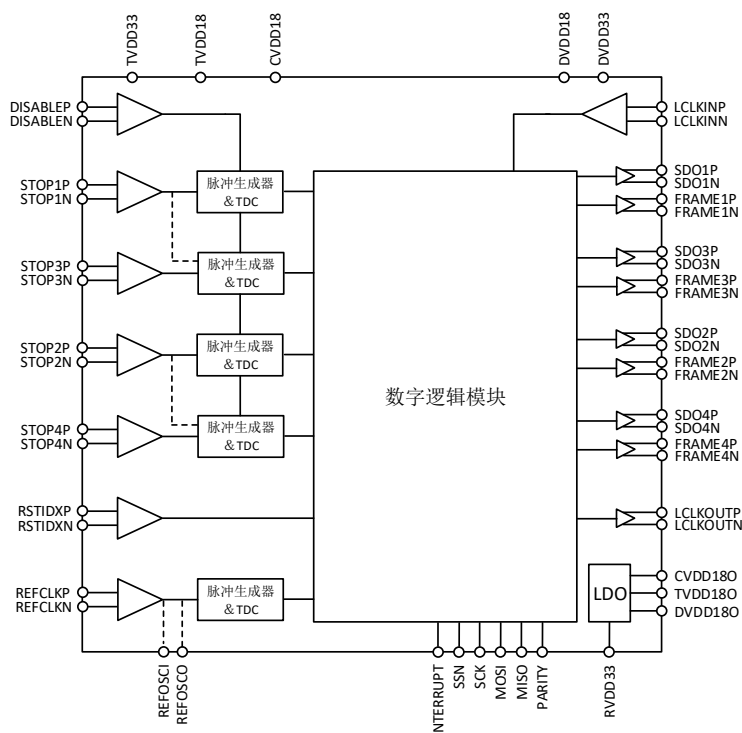 TVDD33
TVDD18
CVDD18
DVDD18
DVDD33
DISABLEP
DISABLEN
LCLKINP
LCLKINN
STOP1P
STOP1N
脉冲生成器
&TDC
SDO1P
SDO1N
FRAME1P
FRAME1N
STOP3P
STOP3N
脉冲生成器
&TDC
SDO3P
SDO3N
FRAME3P
FRAME3N
STOP2P
STOP2N
脉冲生成器
&TDC
SDO2P
SDO2N
FRAME2P
FRAME2N
数字逻辑模块
STOP4P
STOP4N
脉冲生成器
&TDC
SDO4P
SDO4N
FRAME4P
FRAME4N
RSTIDXP
RSTIDXN
LCLKOUTP
LCLKOUTN
REFCLKP
REFCLKN
脉冲生成器
&TDC
LDO
CVDD18O
TVDD18O
DVDD18O
REFOSCI
REFOSCO
NTERRUPT
SSN
SCK
MOSI
MISO
PARITY
RVDD33